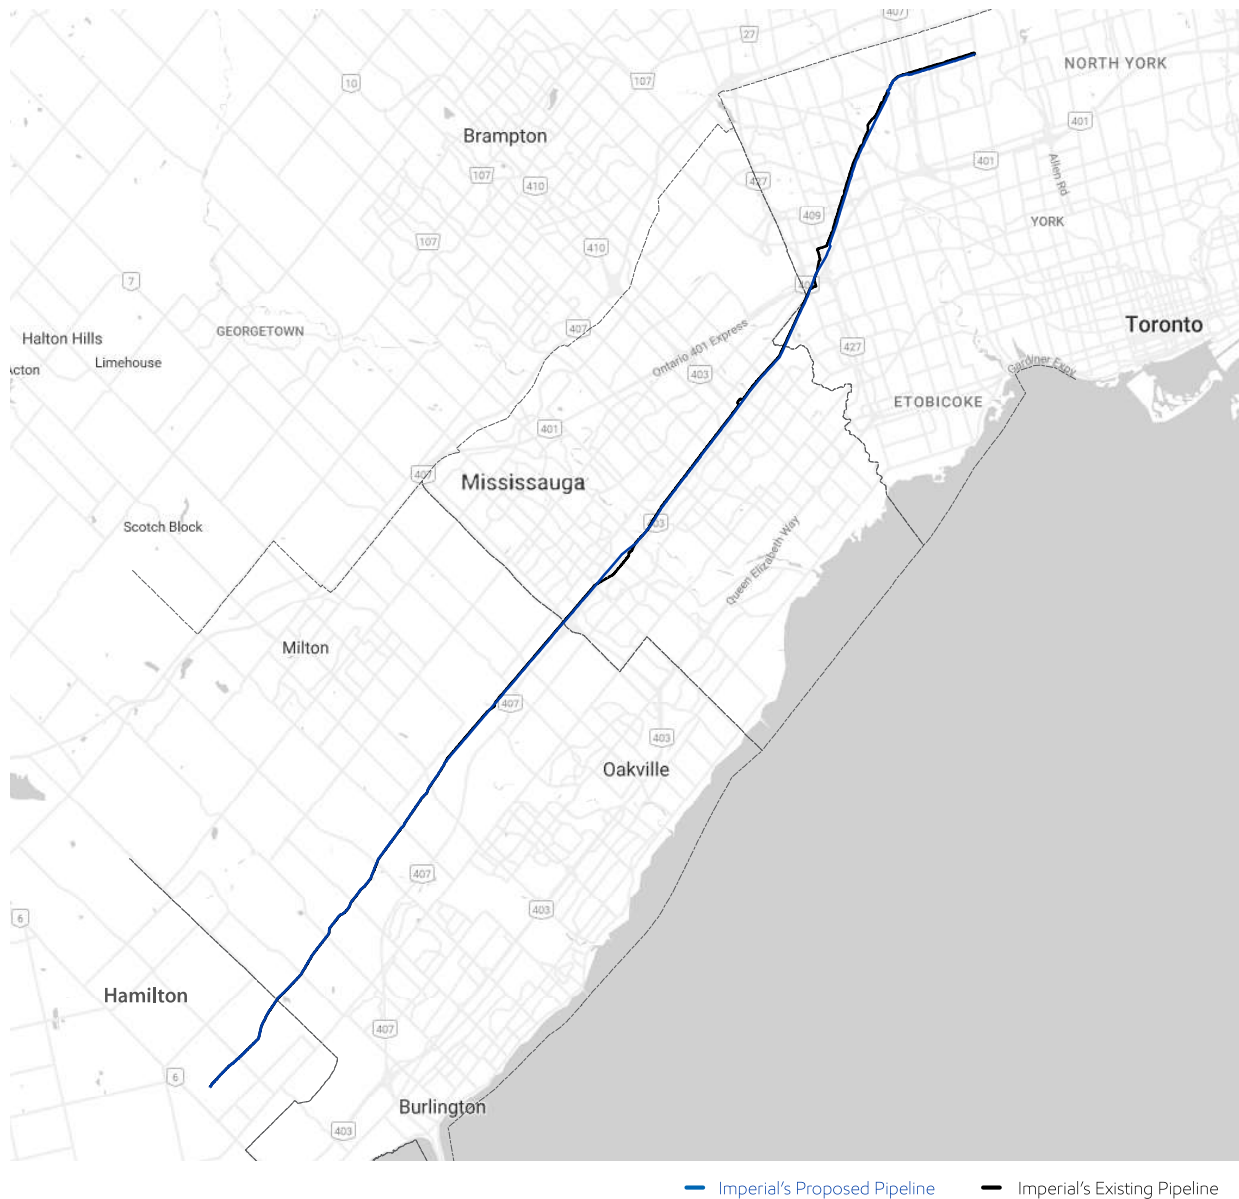 407
27
NORTH YORK
10
107
401
Brampton
401
Allen Rd
107
410
427
409
YORK
107
410
7
Halton Hills
GEORGETOWN
407
Toronto
Limehouse
Ontario 401 Express
427
Gardiner Expy
403
ETOBICOKE
401
407
Mississauga
Scotch Block
403
Queen Elizabeth Way
Milton
407
403
Oakville
407
403
6
Hamilton
407
6
Burlington
403
Imperial's Proposed Pipeline
Imperial's Existing Pipeline